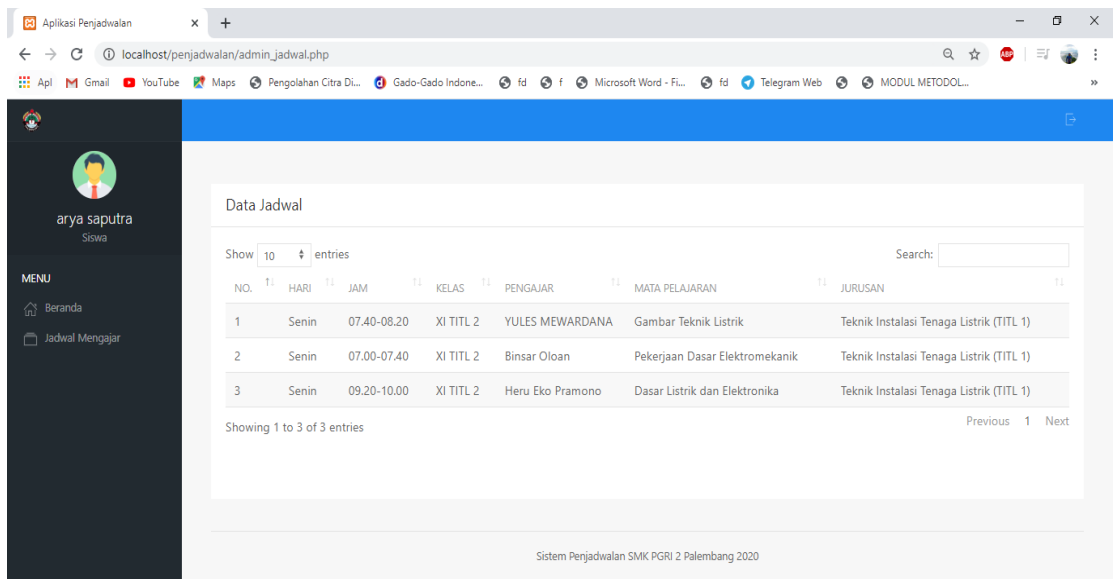 Aplikasi Penjadwalan
localhost/penjadwalan/admin_jadwal.php
ABP
Apl Gmail YouTube Maps Pengolahan Citra Di... Gado-Gado Indone... fd f Microsoft Word - Fi... fd Telegram Web MODUL METODOL... »
arya saputra
Siswa
MENU
Beranda
Jadwal Mengajar
Data Jadwal
Show 10 entries Search:
NO. HARI JAM KELAS PENGAJAR MATA PELAJARAN JURUSAN
1 Senin 07.40-08.20 XI TITL 2 YULES MEWARDANA Gambar Teknik Listrik Teknik Instalasi Tenaga Listrik (TITL 1)
2 Senin 07.00-07.40 XI TITL 2 Binsar Oloan Pekerjaan Dasar Elektromekanik Teknik Instalasi Tenaga Listrik (TITL 1)
3 Senin 09.20-10.00 XI TITL 2 Heru Eko Pramono Dasar Listrik dan Elektronika Teknik Instalasi Tenaga Listrik (TITL 1)
Showing 1 to 3 of 3 entries Previous 1 Next
Sistem Penjadwalan SMK PGRI 2 Palembang 2020